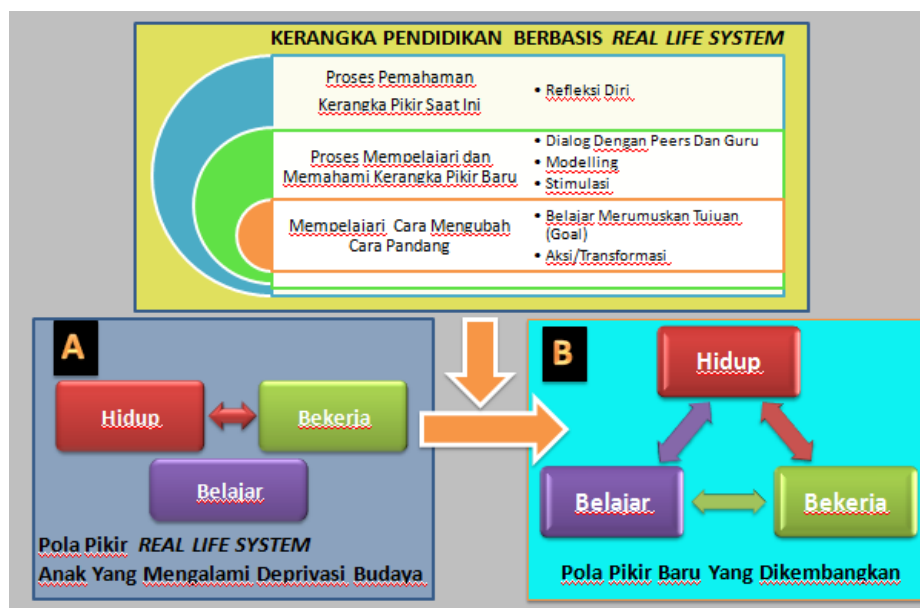 KERANGKA PENDIDIKAN BERBASIS REAL LIFE SYSTEM
Proses Pemahaman
Kerangka Pikir Saat Ini
• Refleksi Diri
Proses Mempelajari dan
Memahami Kerangka Pikir Baru
• Dialog Dengan Peers Dan Guru
• Modelling
• Stimulasi
Mempelajari Cara Mengubah
Cara Pandang
• Belajar Merumuskan Tujuan
(Goal)
• Aksi/Transformasi
A
Hidup
Bekerja
Belajar
Pola Pikir REAL LIFE SYSTEM
Anak Yang Mengalami Deprivasi Budaya
B
Hidup
Belajar
Bekerja
Pola Pikir Baru Yang Dikembangkan